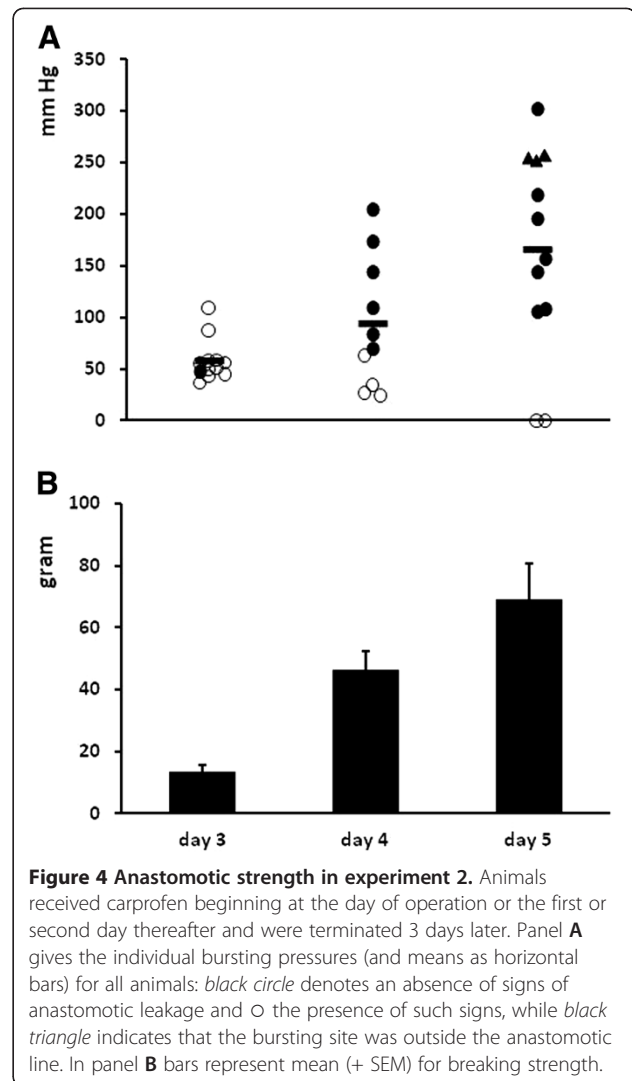 A
mm Hg
350
300
250
200
150
100
50
0
B
gram
100
80
60
40
20
0
day 3 day 4 day 5
Figure 4 Anastomotic strength in experiment 2. Animals
received carprofen beginning at the day of operation or the first or
second day thereafter and were terminated 3 days later. Panel A
gives the individual bursting pressures (and means as horizontal
bars) for all animals: black circle denotes an absence of signs of
anastomotic leakage and O the presence of such signs, while black
triangle indicates that the bursting site was outside the anastomotic
line. In panel B bars represent mean (+ SEM) for breaking strength.